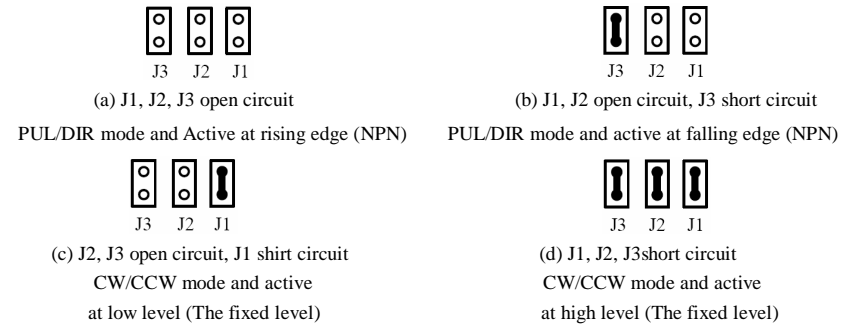 J3 J2 J1
(a) J1, J2, J3 open circuit
PUL/DIR mode and Active at rising edge (NPN)
J3 J2 J1
(b) J1, J2 open circuit, J3 short circuit
PUL/DIR mode and active at falling edge (NPN)
J3 J2 J1
(c) J2, J3 open circuit, J1 shirt circuit
CW/CCW mode and active
at low level (The fixed level)
J3 J2 J1
(d) J1, J2, J3short circuit
CW/CCW mode and active
at high level (The fixed level)